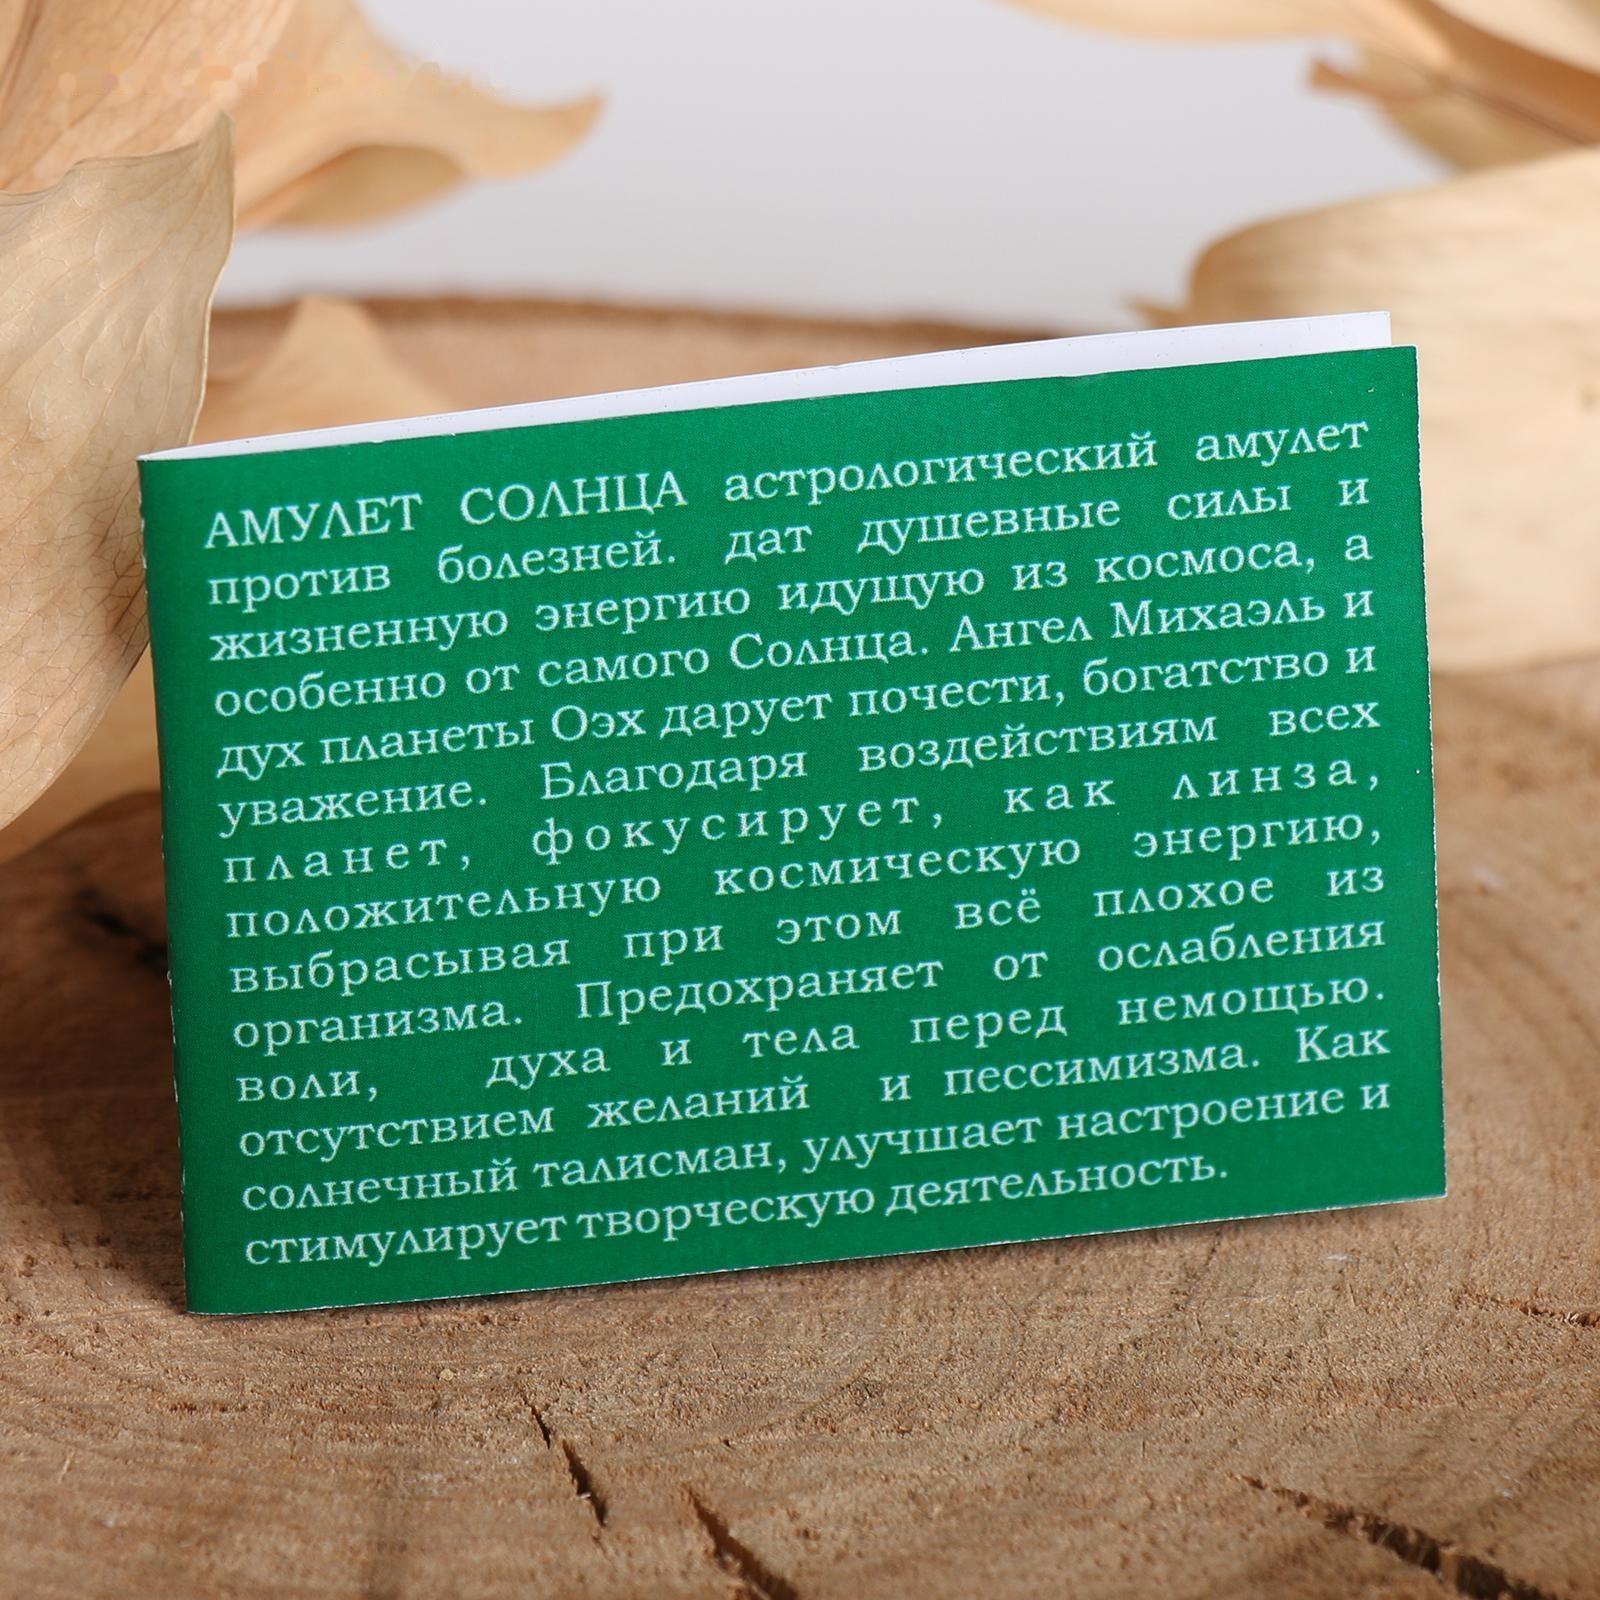 АМУЛЕТ СОЛНЦА астрологический амулет
против болезней. дат душевные силы и
жизненную энергию идущую из космоса, а
особенно от самого Солнца. Ангел Михаэль и
дух планеты Оэх дарует почести, богатство и
уважение. Благодаря воздействиям всех
планет, фокусирует, как линза,
положительную космическую энергию,
выбрасывая при этом всё плохое из
организма. Предохраняет от ослабления
воли, духа и тела перед немощью.
отсутствием желаний и пессимизма. Как
солнечный талисман, улучшает настроение и
стимулирует творческую деятельность.